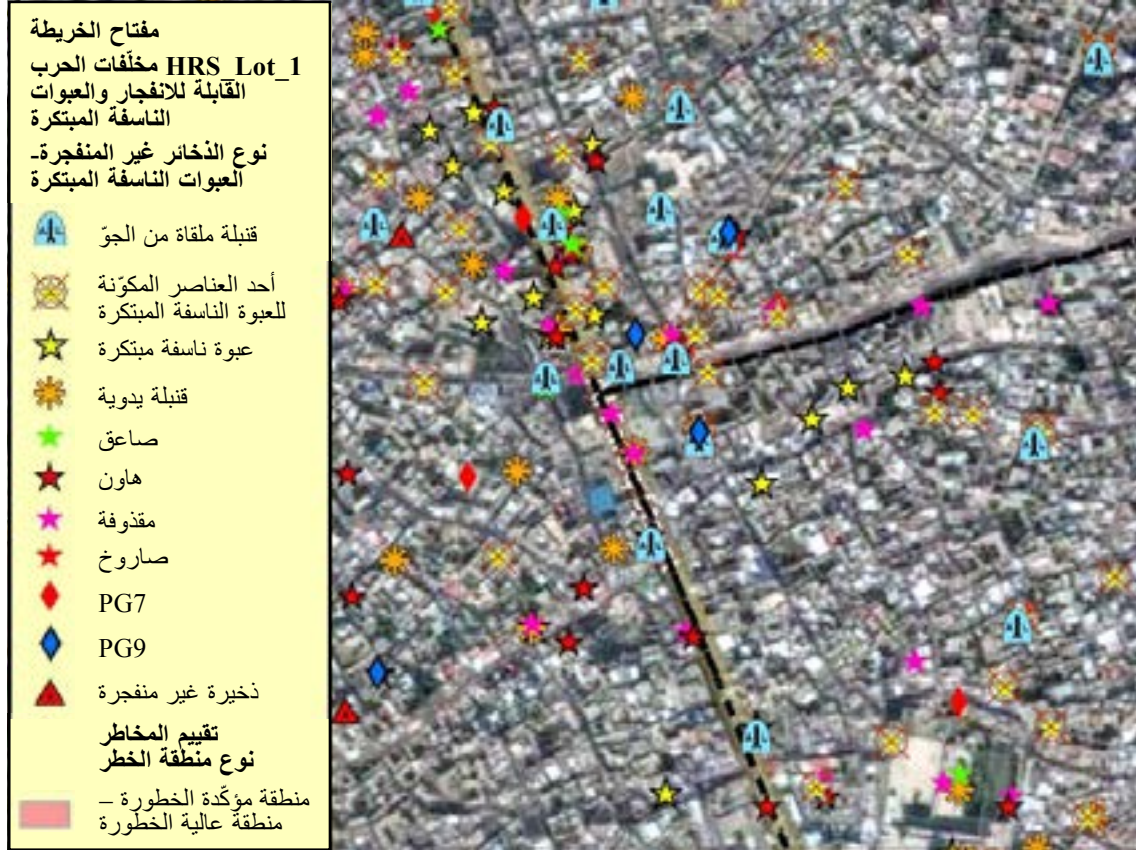 مفتاح الخريطة
HRS_Lot_1 مخلّفات الحرب
القابلة للانفجار والعبوات
الناسفة المبتكرة
نوع الذخائر غير المنفجرة-
العبوات الناسفة المبتكرة
قنبلة ملقاة من الجوّ
أحد العناصر المكوّنة
للعبوة الناسفة المبتكرة
عبوة ناسفة مبتكرة
قنبلة يدوية
صاعق
هاون
مقذوفة
صاروخ
PG7
PG9
ذخيرة غير منفجرة
تقييم المخاطر
نوع منطقة الخطر
منطقة مؤكّدة الخطورة –
منطقة عالية الخطورة